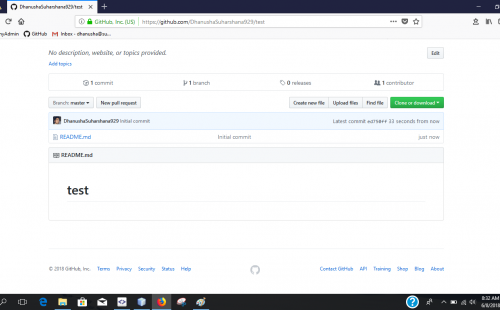 DhanushaSuharshana929/test
GitHub, Inc. (US) https://github.com/DhanushaSuharshana929/test
Admin GitHub Inbox - dhanusha@su...
No description, website, or topics provided. Edit
Add topics
1 commit 1 branch 0 releases 1 contributor
Branch: master New pull request Create new file Upload files Find file Clone or download
DhanushaSuharshana929 Initial commit Latest commit 33 seconds from now
README.md Initial commit just now
README.md
test
© 2018 GitHub, Inc. Terms Privacy Security Status Help Contact GitHub API Training Shop Blog About
8:32 AM
6/8/2018